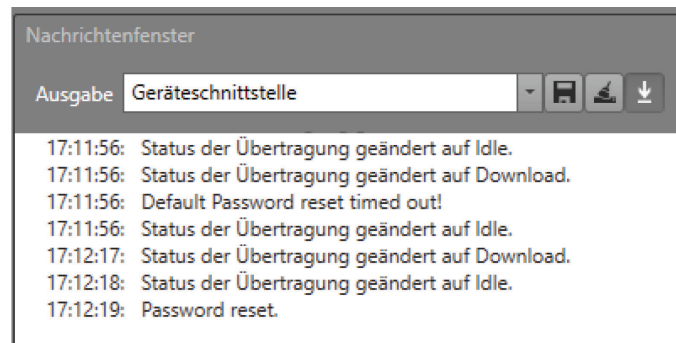 Nachrichtenfenster
Ausgabe Geräteschnittstelle
17:11:56: Status der Übertragung geändert auf Idle.
17:11:56: Status der Übertragung geändert auf Download.
17:11:56: Default Password reset timed out!
17:11:56: Status der Übertragung geändert auf Idle.
17:12:17: Status der Übertragung geändert auf Download.
17:12:18: Status der Übertragung geändert auf Idle.
17:12:19: Password reset.